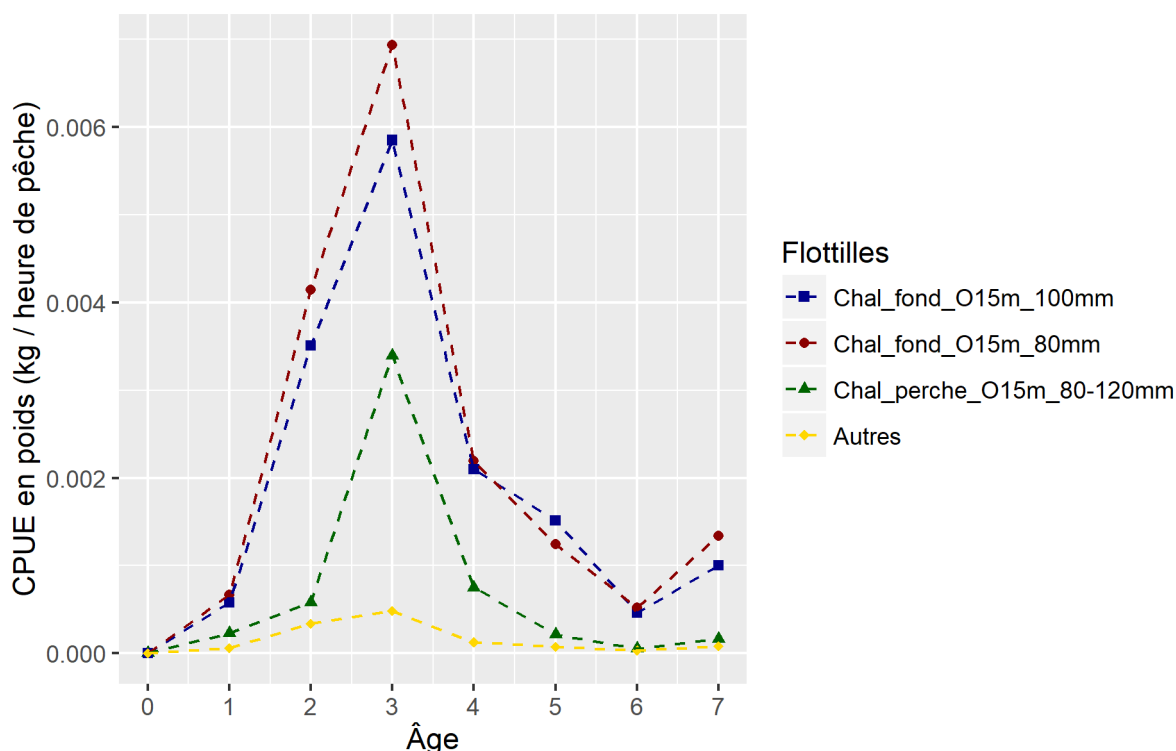 CPUE en poids (kg / heure de pêche)
0.006
0.004
0.002
0.000
0 1 2 3 4 5 6 7
Âge
Flottilles
Chal_fond_O15m_100mm
Chal_fond_O15m_80mm
Chal_perche_O15m_80-120mm
Autres